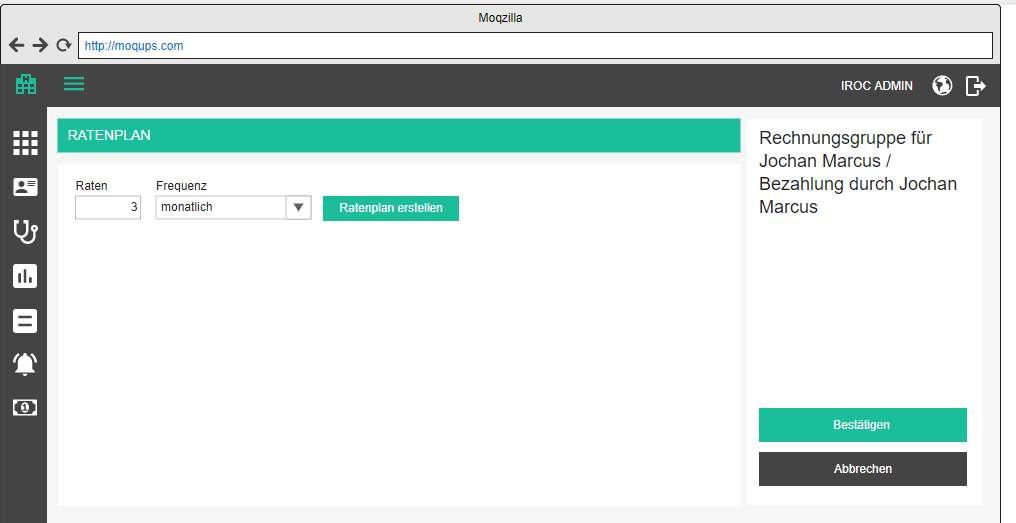 Moqzilla
http://moqups.com
IROC ADMIN
RATENPLAN
Raten
Frequenz
3
monatlich
Ratenplan erstellen
Rechnungsgruppe für
Jochan Marcus /
Bezahlung durch Jochan
Marcus
Bestätigen
Abbrechen